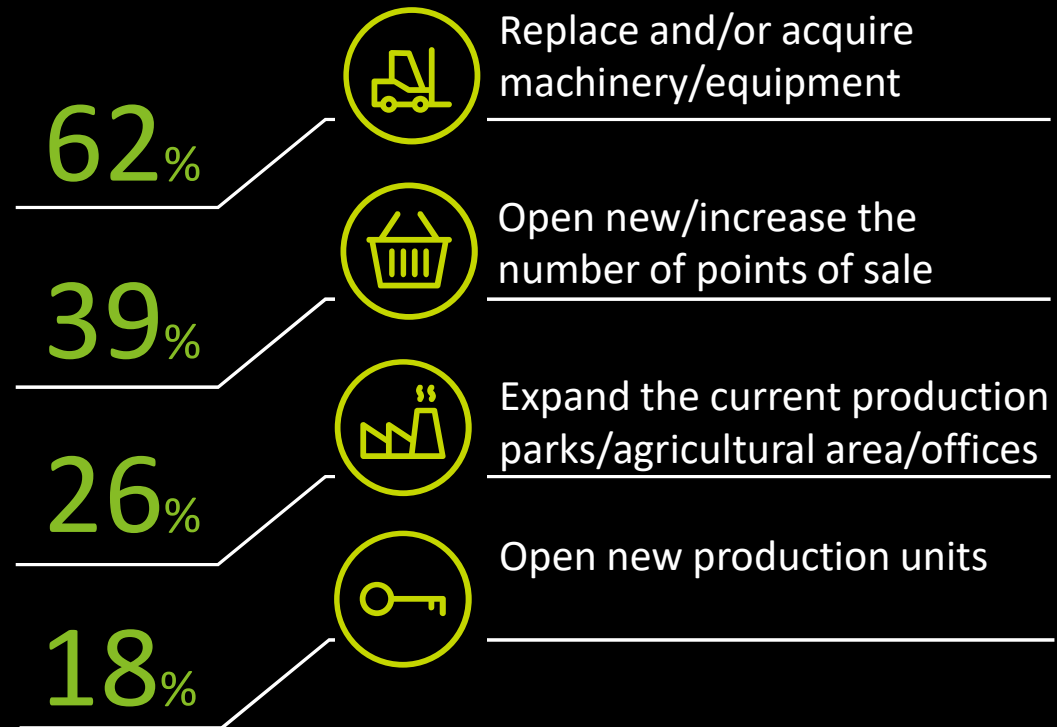 Replace and/or acquire
machinery/equipment
62%
Open new/increase the
number of points of sale
39%
Expand the current production
parks/agricultural area/offices
26%
Open new production units
18%